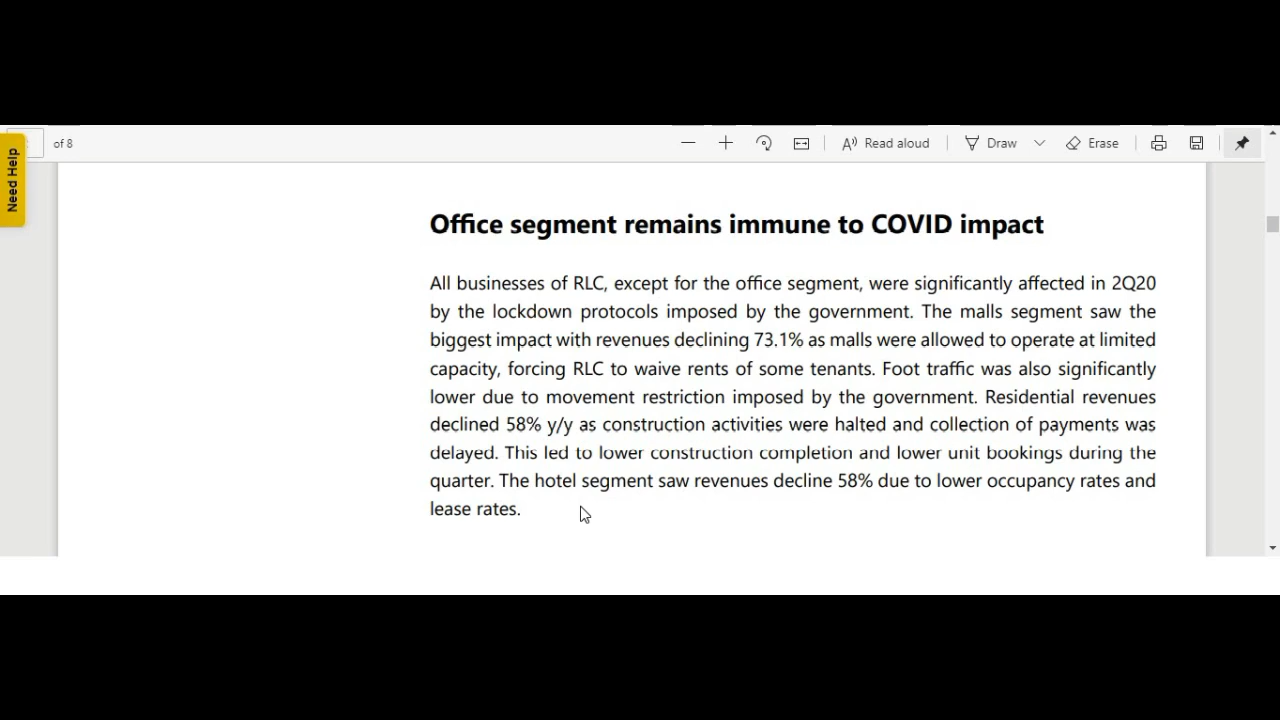 Need Help
of 8
Read aloud
Draw
Erase
Office segment remains immune to COVID impact
All businesses of RLC, except for the office segment, were significantly affected in 2Q20
by the lockdown protocols imposed by the government. The malls segment saw the
biggest impact with revenues declining 73.1% as malls were allowed to operate at limited
capacity, forcing RLC to waive rents of some tenants. Foot traffic was also significantly
lower due to movement restriction imposed by the government. Residential revenues
declined 58% y/y as construction activities were halted and collection of payments was
delayed. This led to lower construction completion and lower unit bookings during the
quarter. The hotel segment saw revenues decline 58% due to lower occupancy rates and
lease rates.